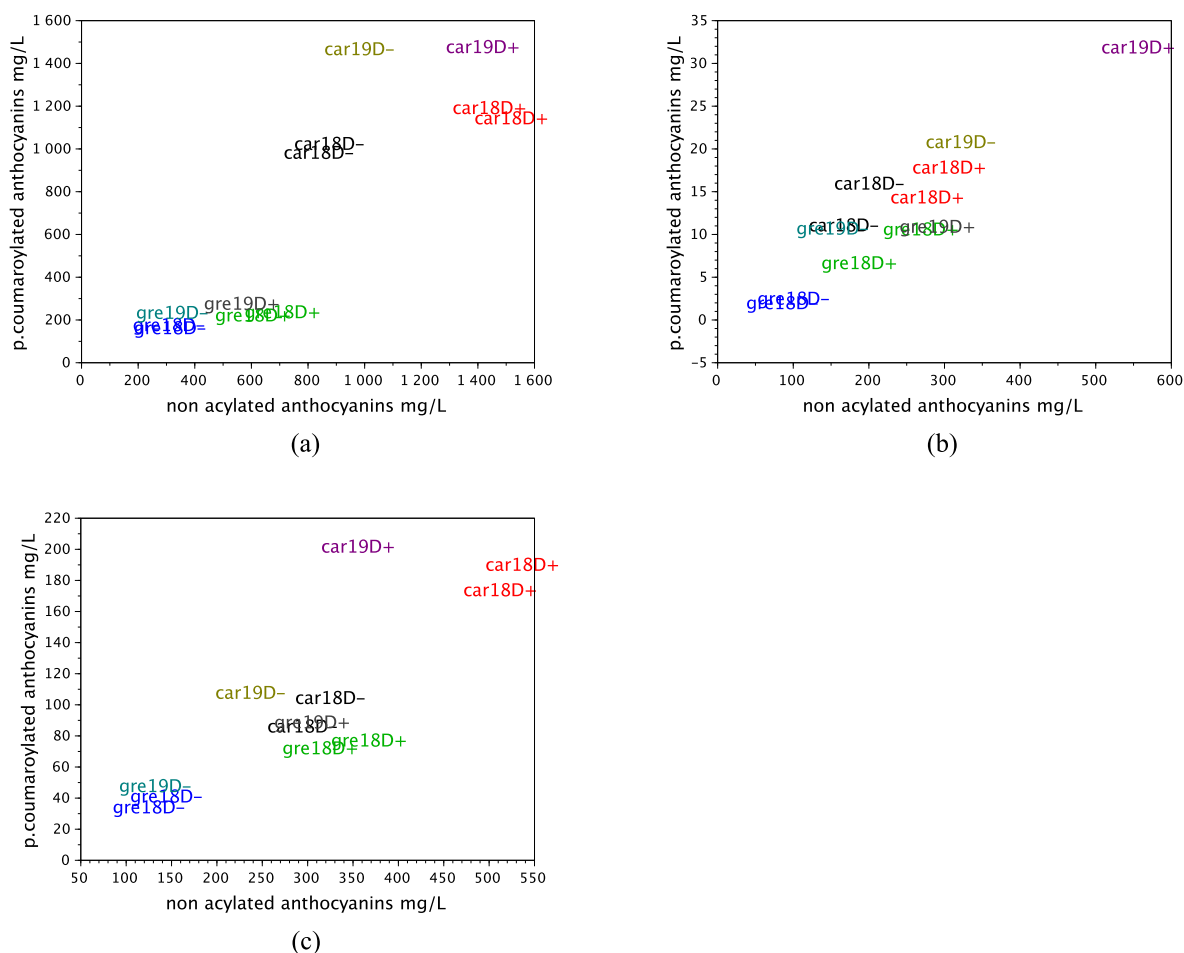 1 600
1 400
1 200
1 000
800
600
400
200
0
p.coumaroylated anthocyanins mg/L
car19D–
car19D+
car18D+
car18D+
car18D–
car18D–
gre19D+
gre19D–
gre18D+
gre18D+
gre18D–
gre18D–
0 200 400 600 800 1 000 1 200 1 400 1 600
non acylated anthocyanins mg/L
(a)
35
30
25
20
15
10
5
0
–5
p.coumaroylated anthocyanins mg/L
car19D+
car19D–
car18D+
car18D–
car18D+
car18D–
gre19D–
gre18D+
gre19D+
gre18D+
gre18D–
gre18D–
0 100 200 300 400 500 600
non acylated anthocyanins mg/L
(b)
220
200
180
160
140
120
100
80
60
40
20
0
p.coumaroylated anthocyanins mg/L
car19D+
car18D+
car18D+
car19D–
car18D–
gre19D+
car18D–
gre18D+
gre18D+
gre19D–
gre18D–
gre18D–
50 100 150 200 250 300 350 400 450 500 550
non acylated anthocyanins mg/L
(c)